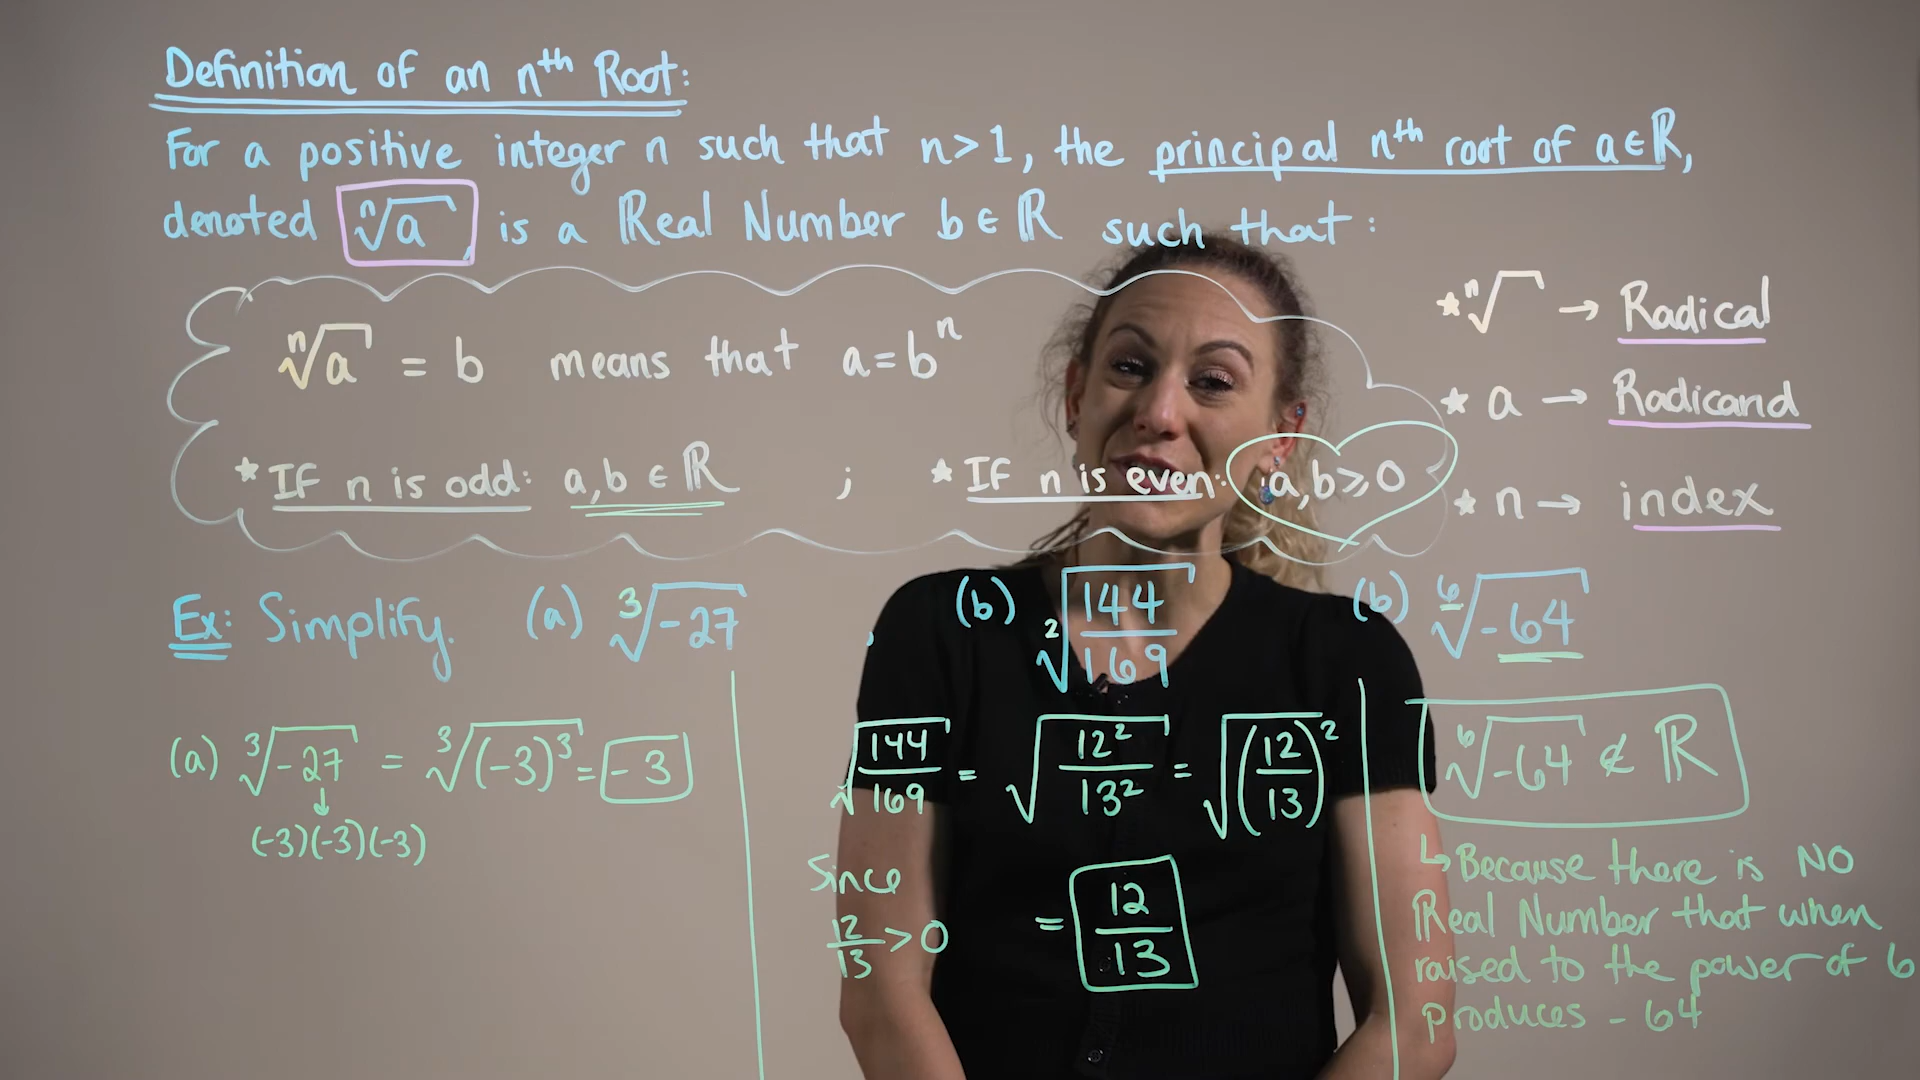 Definition of an nᵗʰ Root:
For a positive integer n such that n>1, the principal nᵗʰ root of a∈ℝ,
denoted ⁿ√a, is a Real Number b∈ℝ such that:
ⁿ√a = b means that a=bⁿ
*If n is odd: a,b ∈ ℝ ; *If n is even: a,b≥0
*ⁿ√ → Radical
*a → Radicand
*n → index
Ex: Simplify. (a) ³√-27 , (b) ²√144/169 (b) ⁶√-64
(a) ³√-27 = ³√(-3)³ = -3
(-3)(-3)(-3)
√144/169 = √12²/13² = √(12/13)²
Since
12/13 > 0
= 12/13
⁶√-64 ∉ ℝ
↳Because there is NO
Real Number that when
raised to the power of 6
produces -64